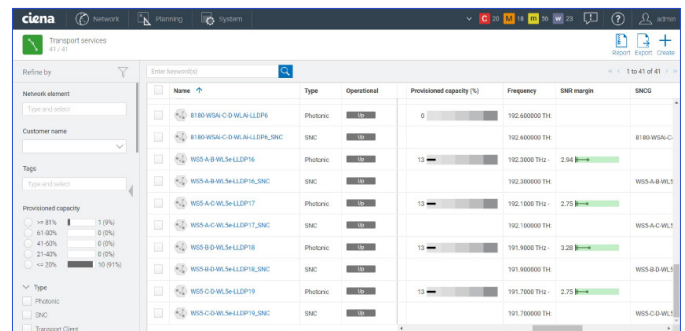 ciena Network Planning System C 20 M 18 m 56 w 23 ? admin
Transport services
41 / 41
Report Export Create
Refine by
Enter keyword(s)
1 to 41 of 41
Network element
Type and select
Customer name
Tags
Type and select
Provisioned capacity
>= 81% 1 (9%)
61-80% 0 (0%)
41-60% 0 (0%)
21-40% 0 (0%)
<= 20% 10 (91%)
Type
Photonic
SNC
Transport Client
Name Type Operational Provisioned capacity (%) Frequency SNR margin SNCG
8180-WSAi-C-D-WLAi-LLDP6 Photonic Up 0 192.600000 TH:
8180-WSAi-C-D-WLAi-LLDP6_SNC SNC Up 192.600000 TH: 8180-WSAi-C-
WS5-A-B-WL5e-LLDP16 Photonic Up 13 192.3000 THz - 2.94
WS5-A-B-WL5e-LLDP16_SNC SNC Up 192.300000 TH: WS5-A-B-WL5
WS5-A-C-WL5e-LLDP17 Photonic Up 13 192.1000 THz - 2.75
WS5-A-C-WL5e-LLDP17_SNC SNC Up 192.100000 TH: WS5-A-C-WL5
WS5-B-D-WL5e-LLDP18 Photonic Up 13 191.9000 THz - 3.28
WS5-B-D-WL5e-LLDP18_SNC SNC Up 191.900000 TH: WS5-B-D-WL5
WS5-C-D-WL5e-LLDP19 Photonic Up 13 191.7000 THz - 2.75
WS5-C-D-WL5e-LLDP19_SNC SNC Up 191.700000 TH: WS5-C-D-WL5